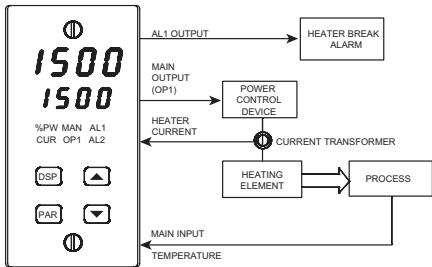 1500
1500
%PW MAN AL1
CUR OP1 AL2
DSP
PAR
AL1 OUTPUT
HEATER BREAK
ALARM
MAIN
OUTPUT
(OP1)
POWER
CONTROL
DEVICE
HEATER
CURRENT
CURRENT TRANSFORMER
HEATING
ELEMENT
PROCESS
MAIN INPUT
TEMPERATURE